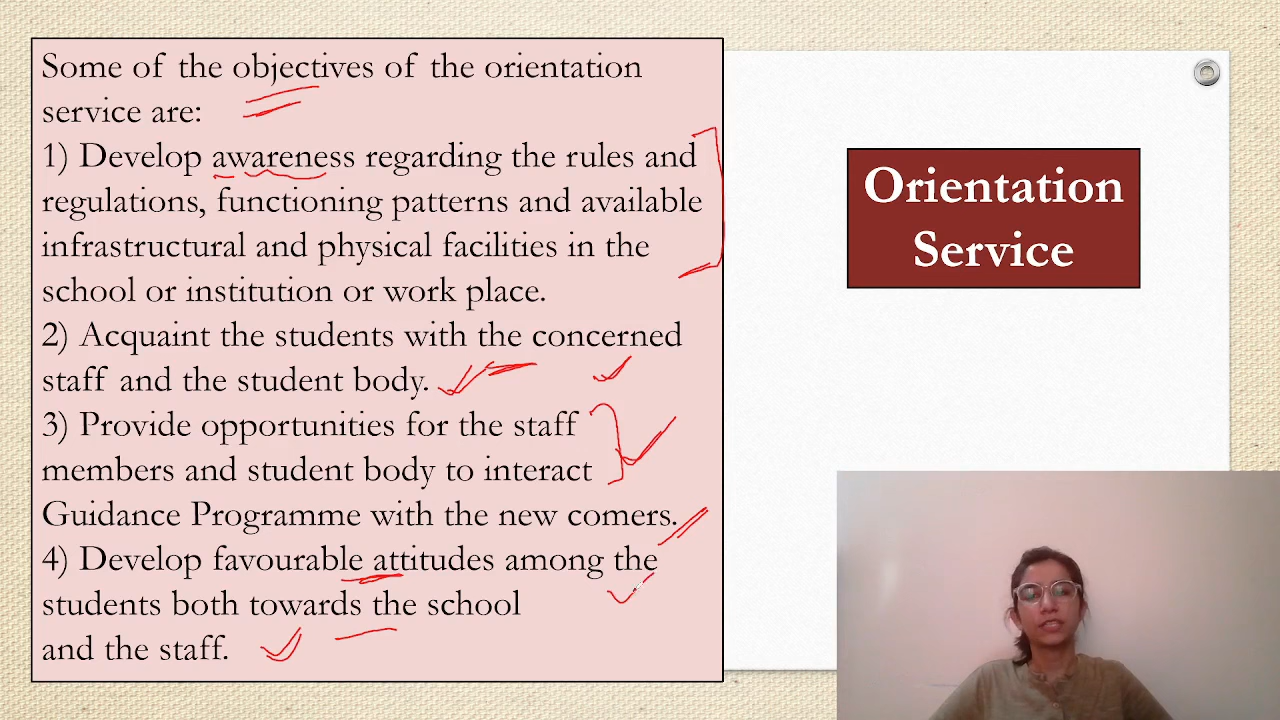 Some of the objectives of the orientation
service are:
1) Develop awareness regarding the rules and
regulations, functioning patterns and available
infrastructural and physical facilities in the
school or institution or work place.
2) Acquaint the students with the concerned
staff and the student body.
3) Provide opportunities for the staff
members and student body to interact
Guidance Programme with the new comers.
4) Develop favourable attitudes among the
students both towards the school
and the staff.
Orientation
Service